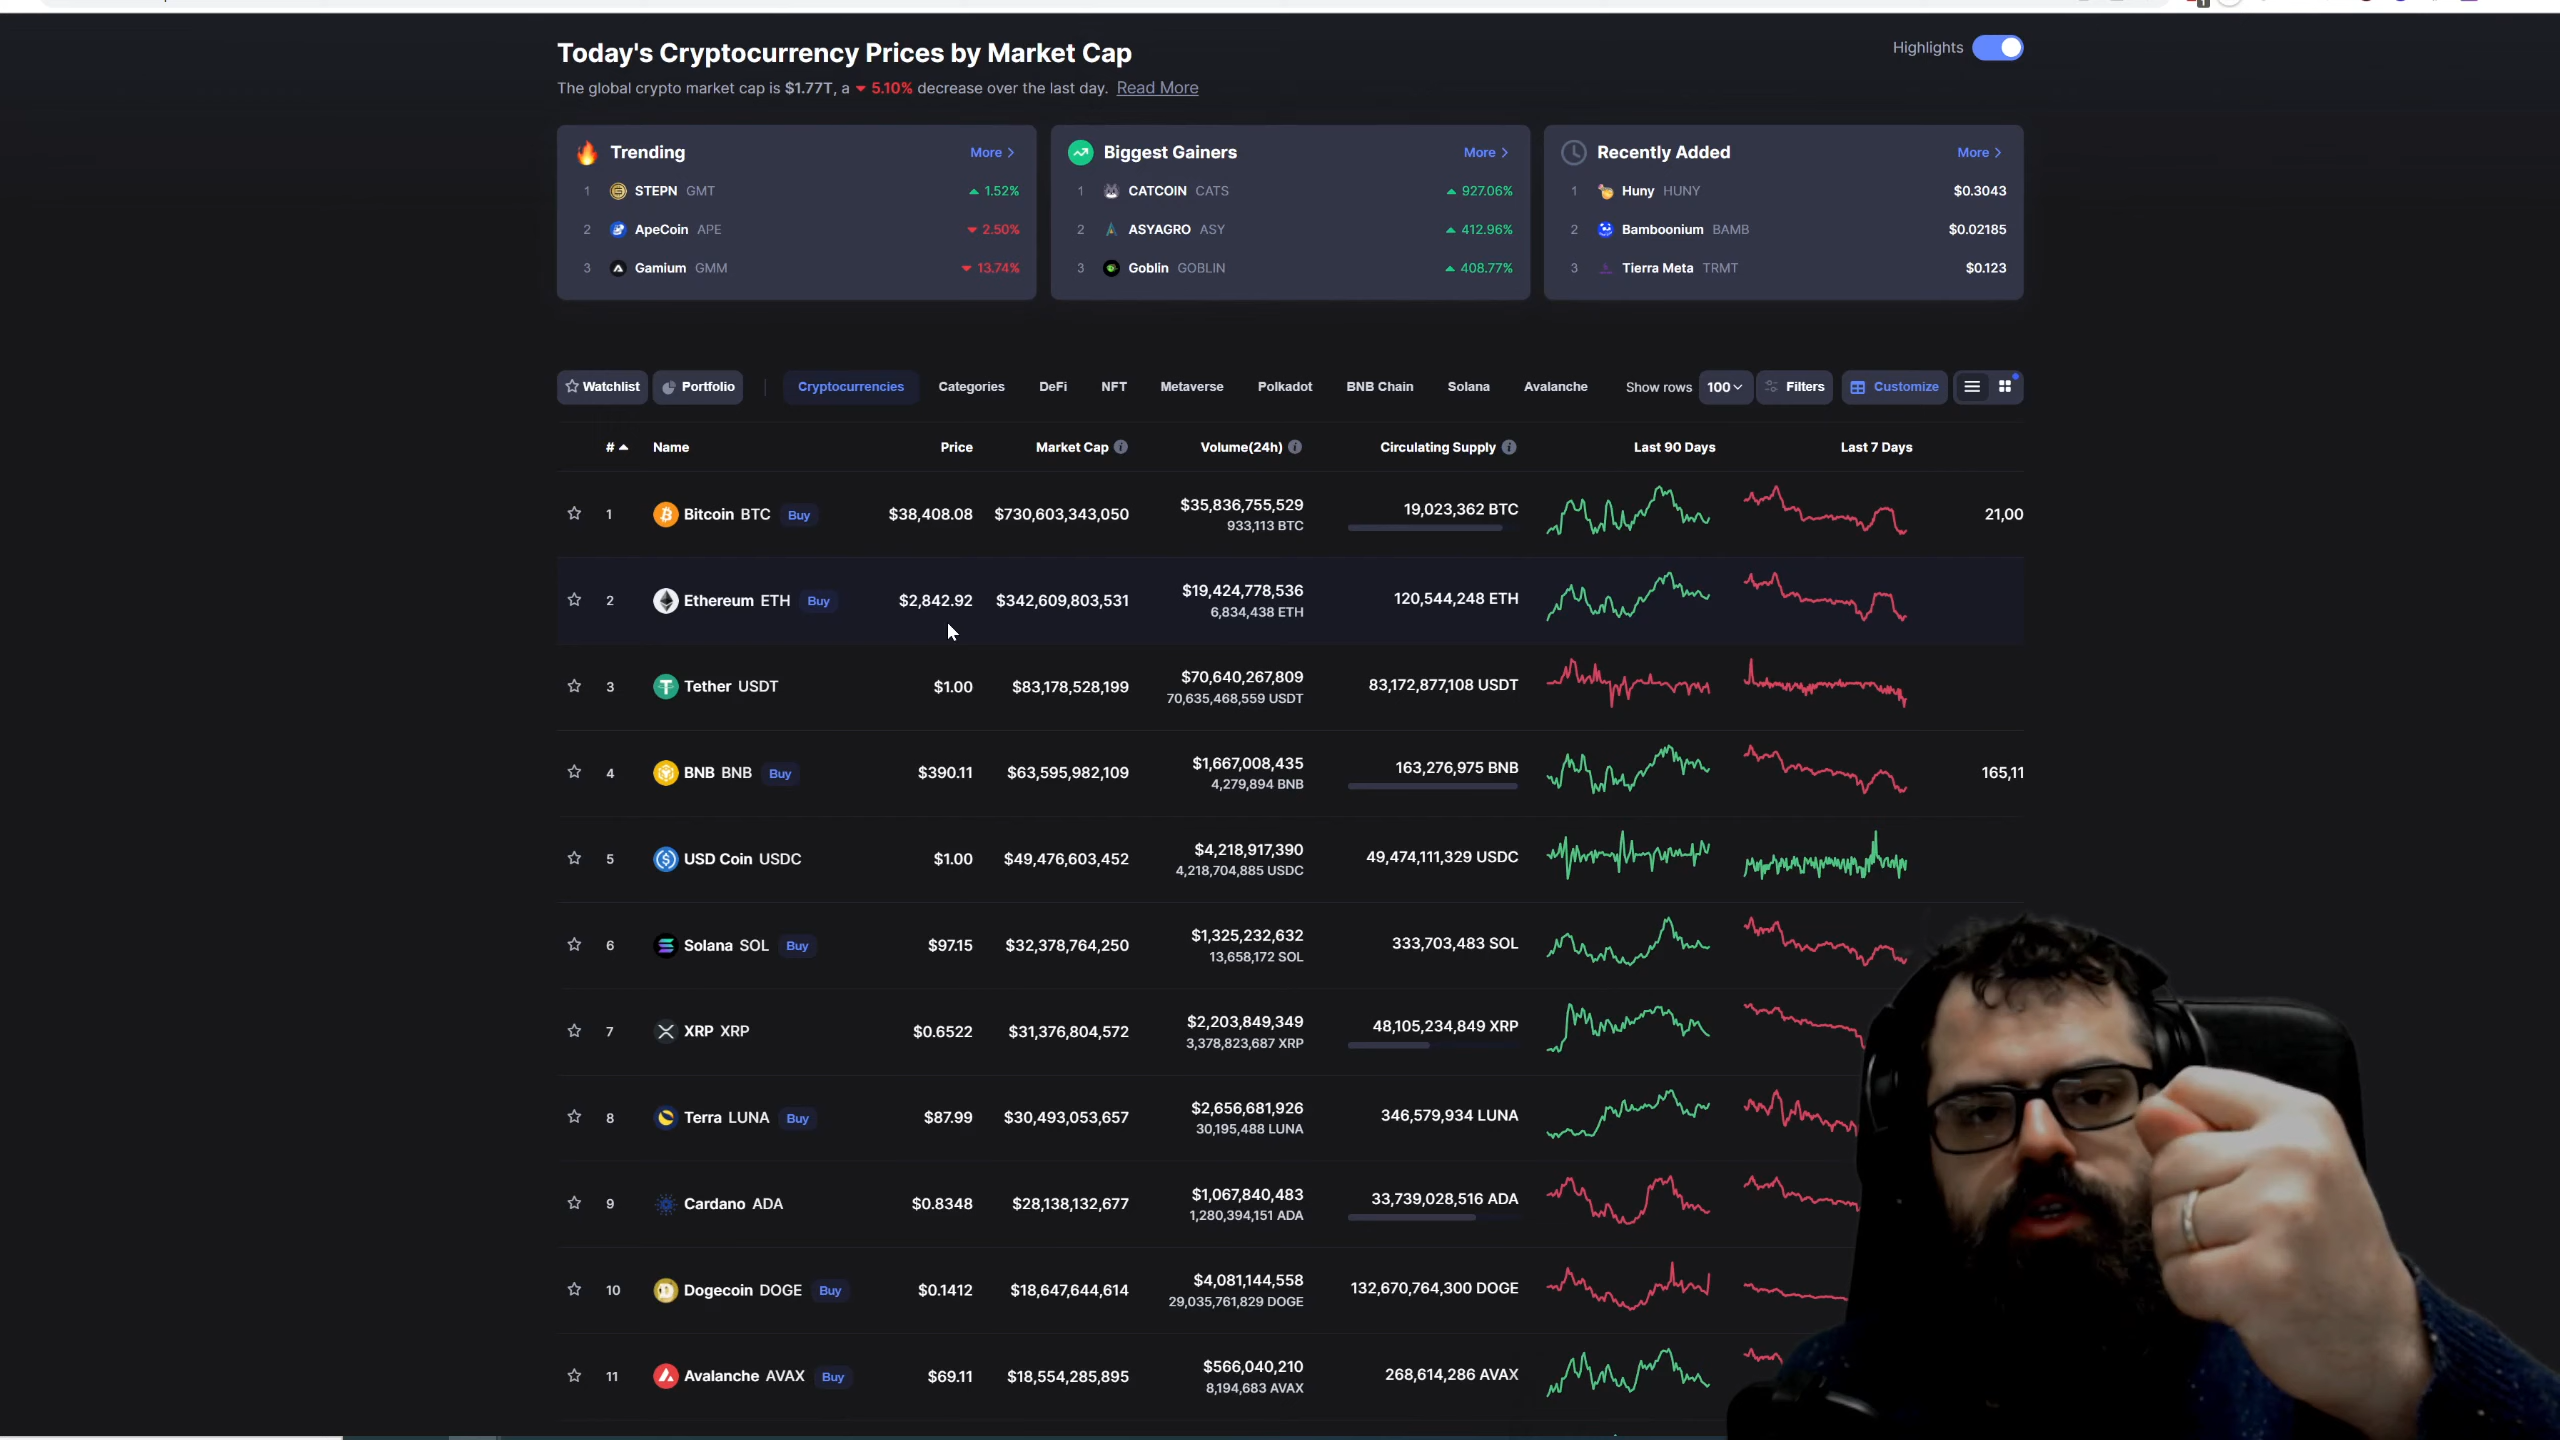 Today's Cryptocurrency Prices by Market Cap
Highlights
The global crypto market cap is $1.77T, a 5.10% decrease over the last day. Read More
Trending More >
1 STEPN GMT 1.52%
2 ApeCoin APE 2.50%
3 Gamium GMM 13.74%
Biggest Gainers More >
1 CATCOIN CATS 927.06%
2 ASYAGRO ASY 412.96%
3 Goblin GOBLIN 408.77%
Recently Added More >
1 Huny HUNY $0.3043
2 Bamboonium BAMB $0.02185
3 Tierra Meta TRMT $0.123
Watchlist Portfolio Cryptocurrencies Categories DeFi NFT Metaverse Polkadot BNB Chain Solana Avalanche Show rows 100 Filters Customize
# Name Price Market Cap Volume(24h) Circulating Supply Last 90 Days Last 7 Days
1 Bitcoin BTC Buy $38,408.08 $730,603,343,050 $35,836,755,529 19,023,362 BTC 21,00
933,113 BTC
2 Ethereum ETH Buy $2,842.92 $342,609,803,531 $19,424,778,536 120,544,248 ETH
6,834,438 ETH
3 Tether USDT $1.00 $83,178,528,199 $70,640,267,809 83,172,877,108 USDT
70,635,468,559 USDT
4 BNB BNB Buy $390.11 $63,595,982,109 $1,667,008,435 163,276,975 BNB 165,11
4,279,894 BNB
5 USD Coin USDC $1.00 $49,476,603,452 $4,218,917,390 49,474,111,329 USDC
4,218,704,885 USDC
6 Solana SOL Buy $97.15 $32,378,764,250 $1,325,232,632 333,703,483 SOL
13,658,172 SOL
7 XRP XRP $0.6522 $31,376,804,572 $2,203,849,349 48,105,234,849 XRP
3,378,823,687 XRP
8 Terra LUNA Buy $87.99 $30,493,053,657 $2,656,681,926 346,579,934 LUNA
30,195,488 LUNA
9 Cardano ADA $0.8348 $28,138,132,677 $1,067,840,483 33,739,028,516 ADA
1,280,394,151 ADA
10 Dogecoin DOGE Buy $0.1412 $18,647,644,614 $4,081,144,558 132,670,764,300 DOGE
29,035,761,829 DOGE
11 Avalanche AVAX Buy $69.11 $18,554,285,895 $566,040,210 268,614,286 AVAX
8,194,683 AVAX